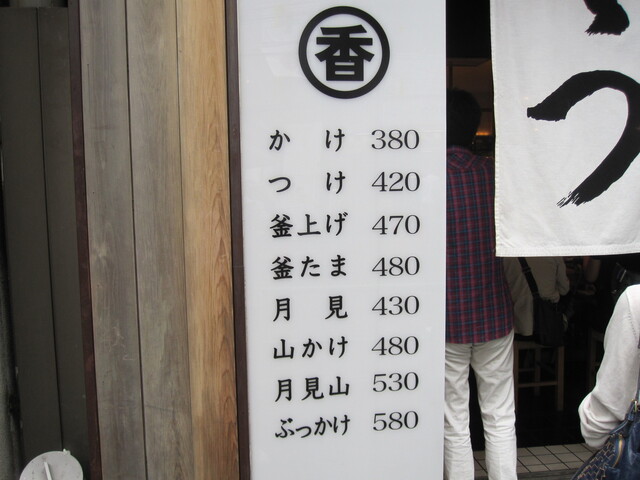 香
かけ 380
つけ 420
釜上げ 470
釜たま 480
月見 430
山かけ 480
月見山 530
ぶっかけ 580
う